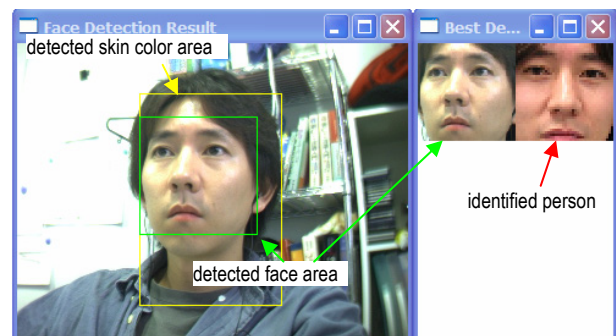 Face Detection Result
Best De...
detected skin color area
identified person
detected face area